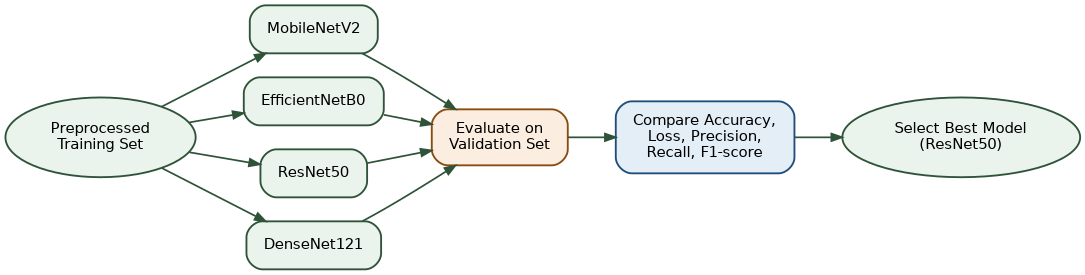 Preprocessed
Training Set
MobileNetV2
EfficientNetB0
ResNet50
DenseNet121
Evaluate on
Validation Set
Compare Accuracy,
Loss, Precision,
Recall, F1-score
Select Best Model
(ResNet50)